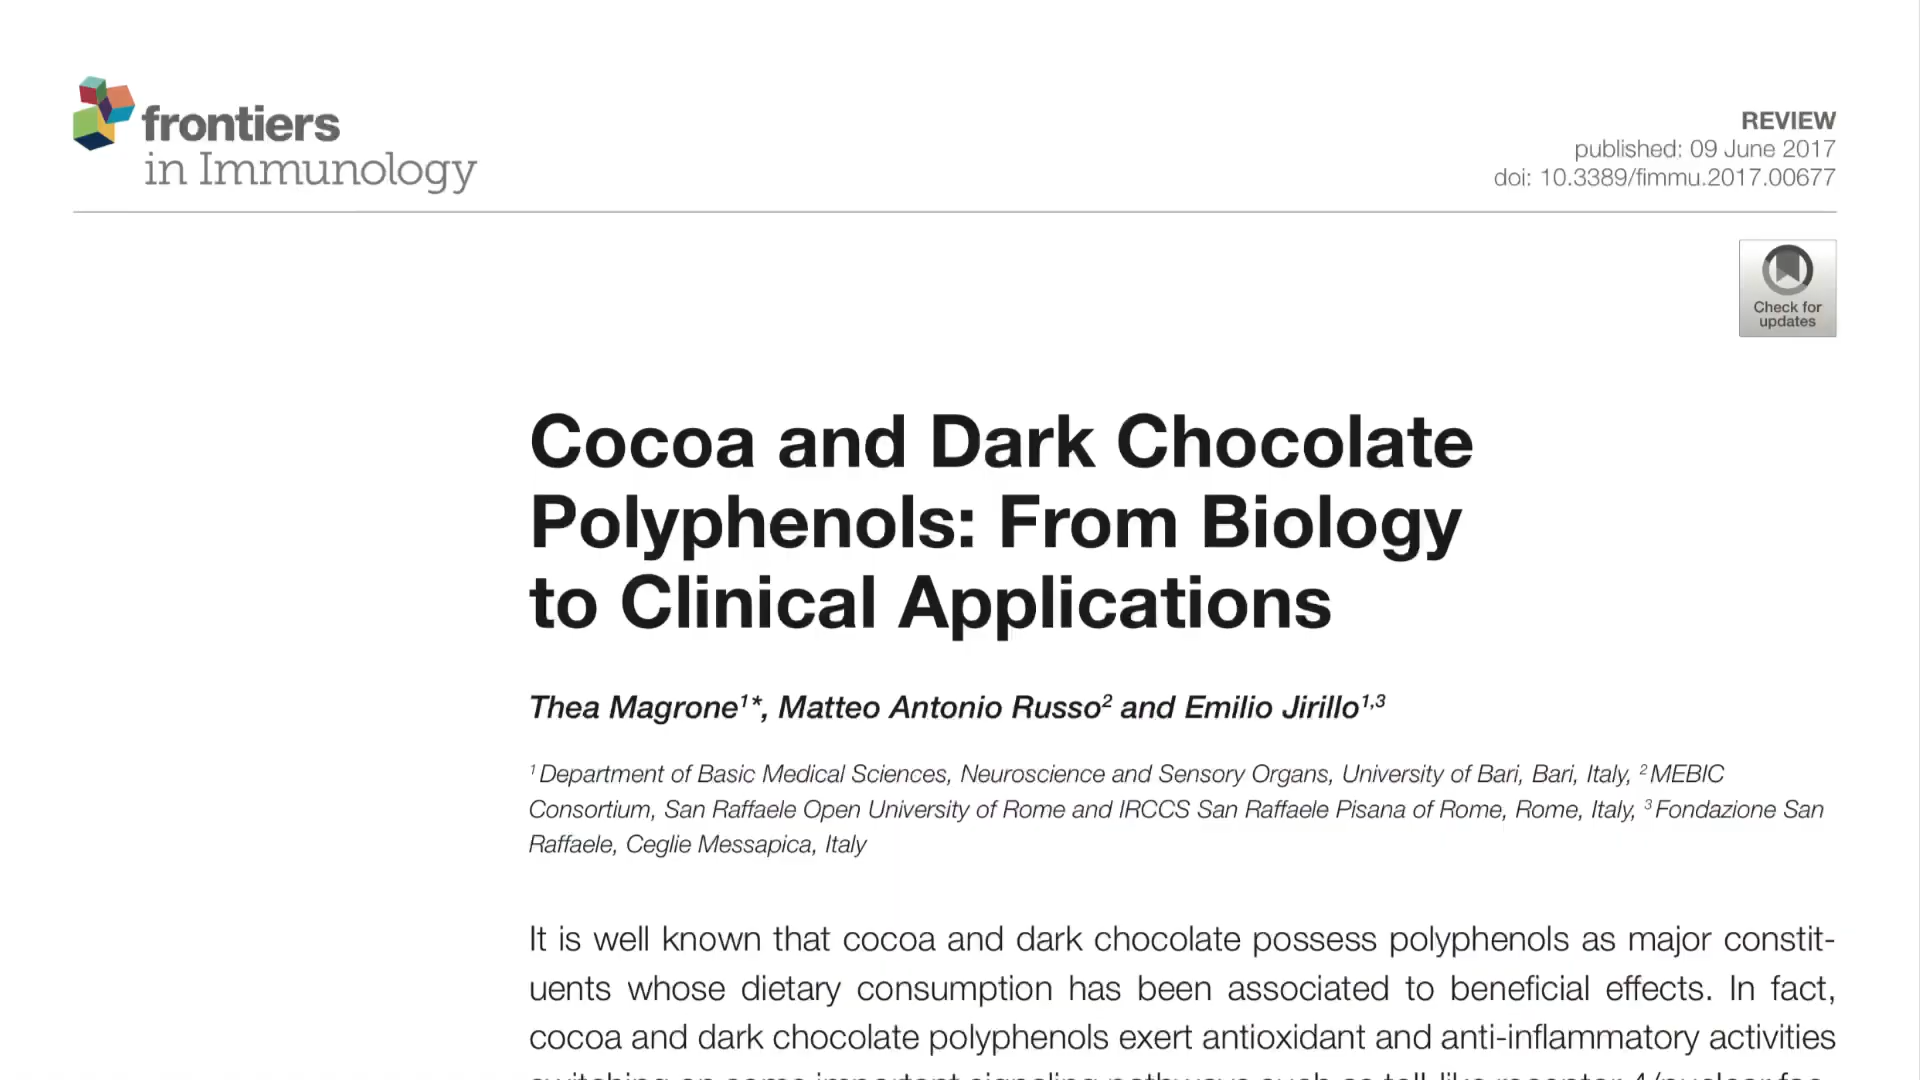 frontiers
in Immunology
REVIEW
published: 09 June 2017
doi: 10.3389/fimmu.2017.00677
Check for
updates
Cocoa and Dark Chocolate
Polyphenols: From Biology
to Clinical Applications
Thea Magrone1*, Matteo Antonio Russo2 and Emilio Jirillo1,3
1 Department of Basic Medical Sciences, Neuroscience and Sensory Organs, University of Bari, Bari, Italy, 2 MEBIC
Consortium, San Raffaele Open University of Rome and IRCCS San Raffaele Pisana of Rome, Rome, Italy, 3 Fondazione San
Raffaele, Ceglie Messapica, Italy
It is well known that cocoa and dark chocolate possess polyphenols as major constit-
uents whose dietary consumption has been associated to beneficial effects. In fact,
cocoa and dark chocolate polyphenols exert antioxidant and anti-inflammatory activities